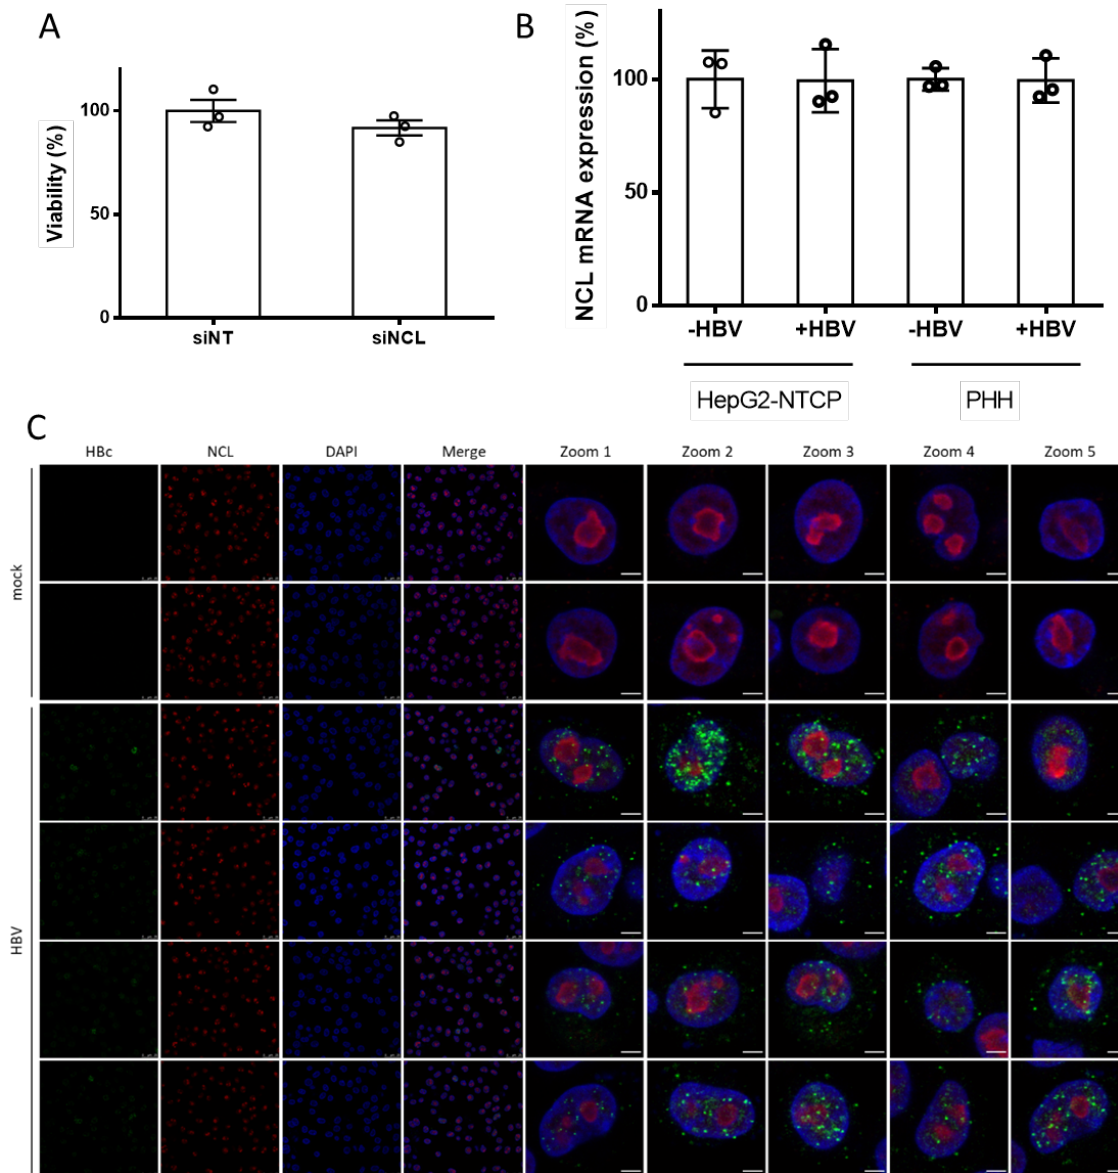 A
Viability (%)
100
50
0
siNT
siNCL
B
NCL mRNA expression (%)
100
50
0
-HBV
+HBV
-HBV
+HBV
HepG2-NTCP
PHH
C
HBc
NCL
DAPI
Merge
Zoom 1
Zoom 2
Zoom 3
Zoom 4
Zoom 5
mock
HBV